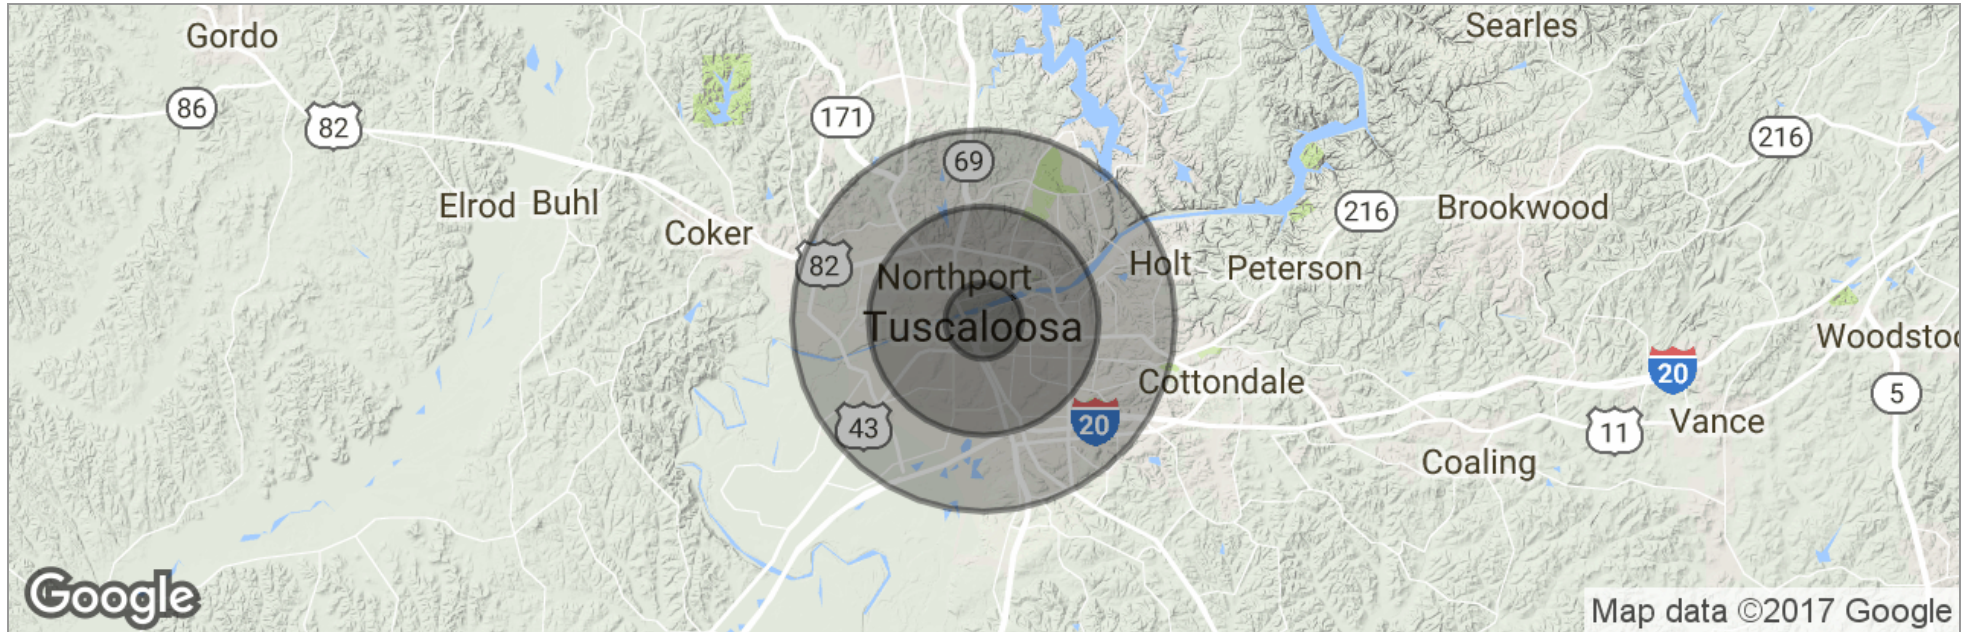 Gordo
Searles
86
82
171
216
69
Elrod
Buhl
Coker
216
Brookwood
82
Northport
Holt
Peterson
Tuscaloosa
Woodstoc
20
Cottondale
5
43
20
11
Vance
Coaling
Google
Map data ©2017 Google